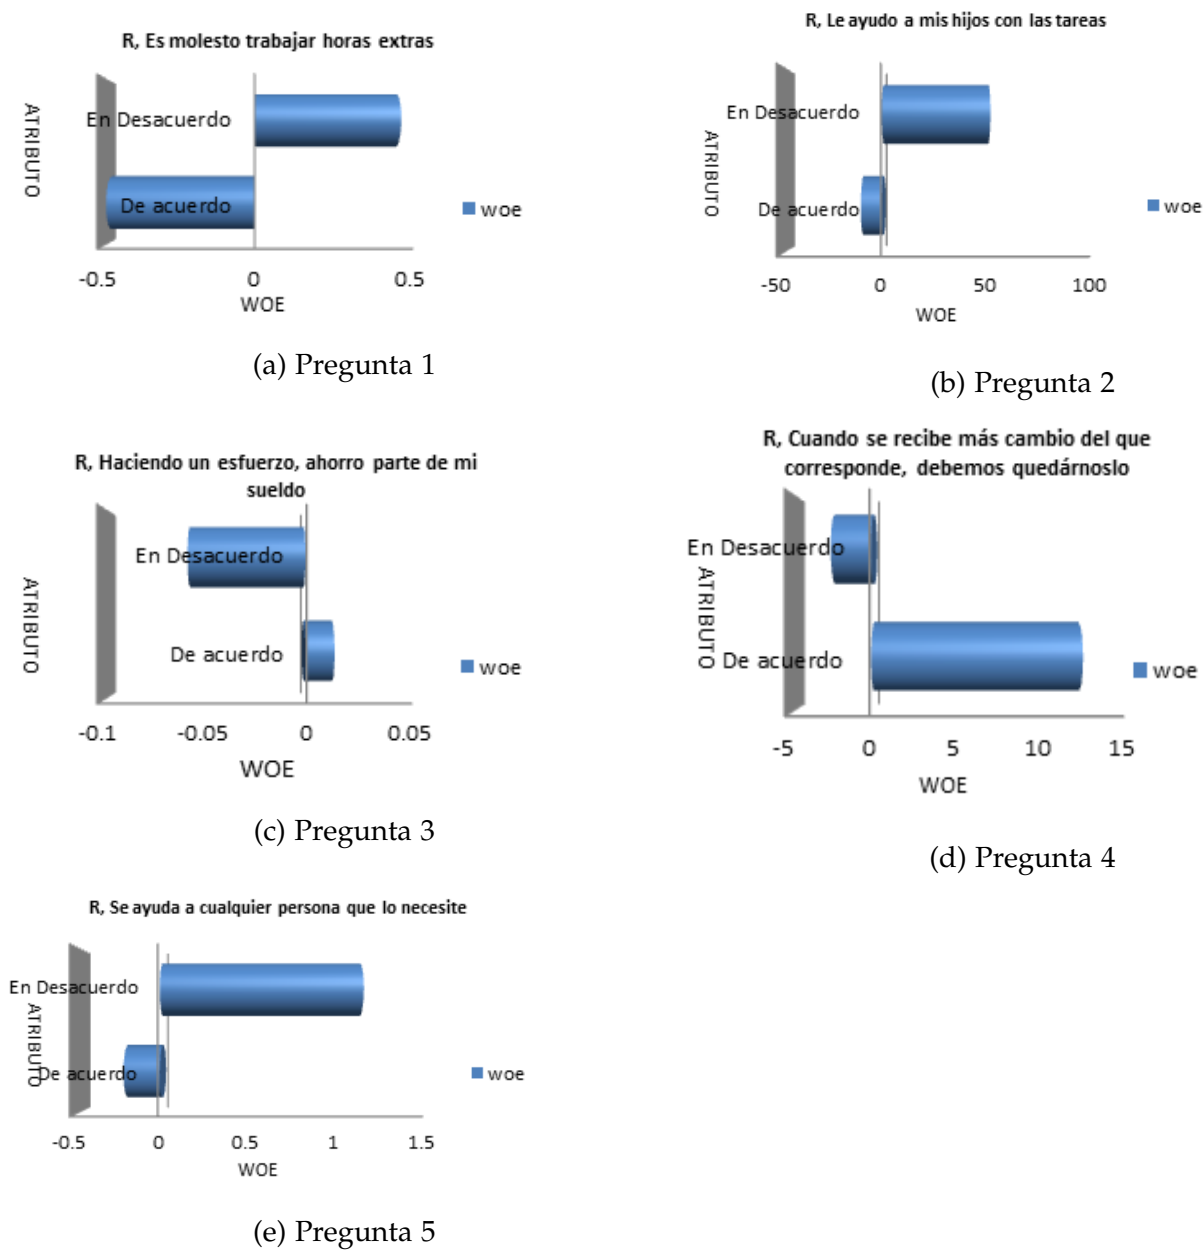 R, Es molesto trabajar horas extras
ATRIBUTO
En Desacuerdo
De acuerdo
woe
-0.5 0 0.5
WOE
(a) Pregunta 1
R, Le ayudo a mis hijos con las tareas
ATRIBUTO
En Desacuerdo
De acuerdo
woe
-50 0 50 100
WOE
(b) Pregunta 2
R, Haciendo un esfuerzo, ahorro parte de mi
sueldo
ATRIBUTO
En Desacuerdo
De acuerdo
woe
-0.1 -0.05 0 0.05
WOE
(c) Pregunta 3
R, Cuando se recibe más cambio del que
corresponde, debemos quedárnoslo
ATRIBUTO
En Desacuerdo
De acuerdo
woe
-5 0 5 10 15
WOE
(d) Pregunta 4
R, Se ayuda a cualquier persona que lo necesite
ATRIBUTO
En Desacuerdo
De acuerdo
woe
-0.5 0 0.5 1 1.5
WOE
(e) Pregunta 5